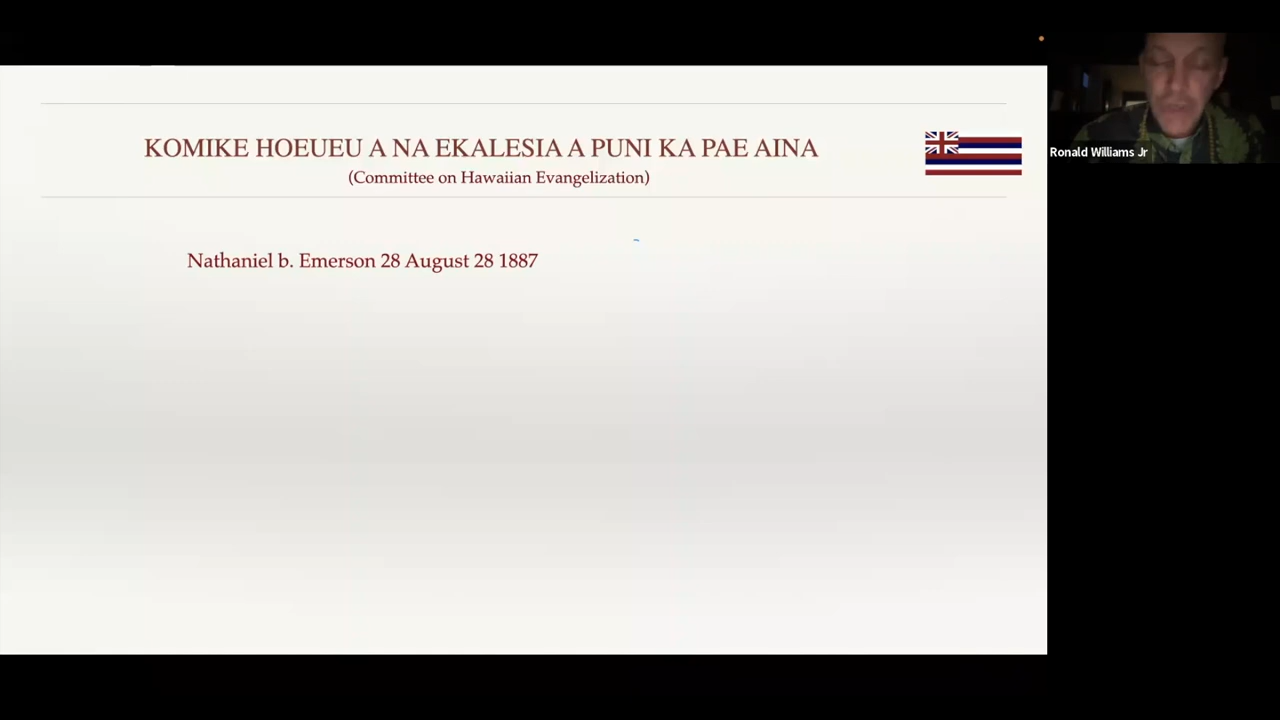 KOMIKE HOEUEU A NA EKALESIA A PUNI KA PAE AINA
(Committee on Hawaiian Evangelization)
Nathaniel b. Emerson 28 August 28 1887
Ronald Williams Jr